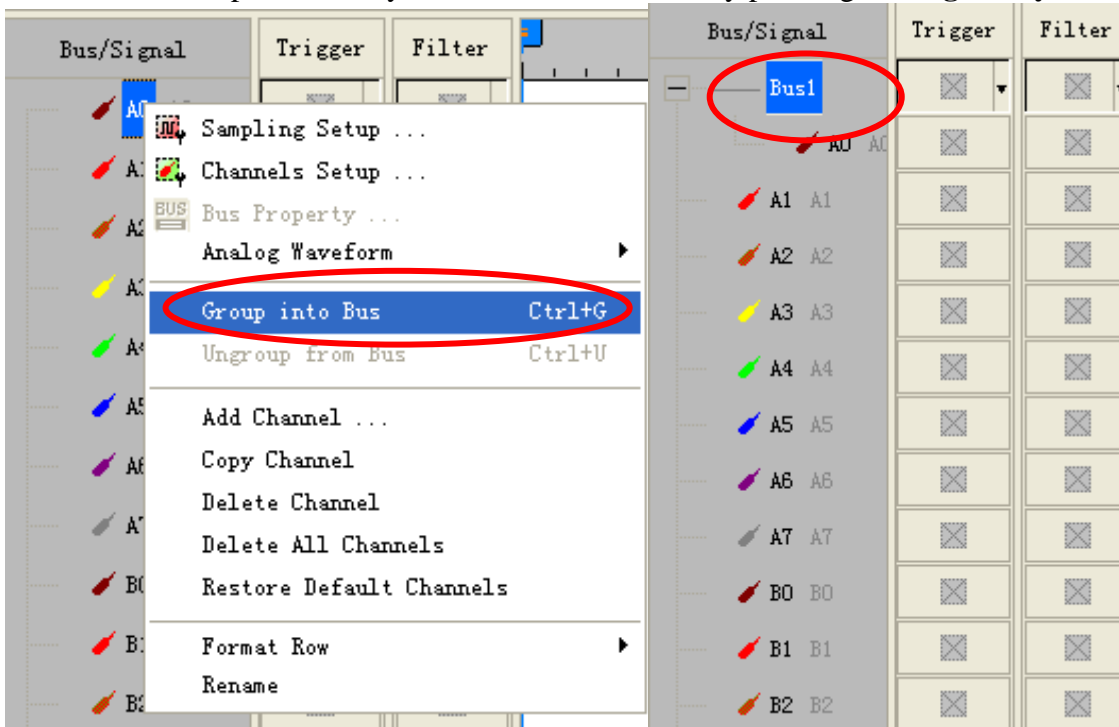 Bus/Signal Trigger Filter
A0
Sampling Setup ...
Channels Setup ...
BUS Bus Property ...
Analog Waveform
Group into Bus Ctrl+G
Ungroup from Bus Ctrl+U
Add Channel ...
Copy Channel
Delete Channel
Delete All Channels
Restore Default Channels
Format Row
Rename
A1
A2
A3
A4
A5
A6
A7
B0
B1
B2
Bus/Signal Trigger Filter
Bus1
A0 A0
A1 A1
A2 A2
A3 A3
A4 A4
A5 A5
A6 A6
A7 A7
B0 B0
B1 B1
B2 B2